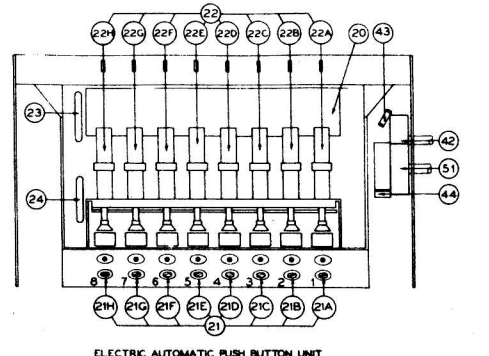 22
22H 22G 22F 22E 22D 22C 22B 22A 20 43
23
42
51
24
44
8 7 6 5 4 3 2 1
21H 21G 21F 21E 21D 21C 21B 21A
21
ELECTRIC AUTOMATIC PUSH BUTTON UNIT